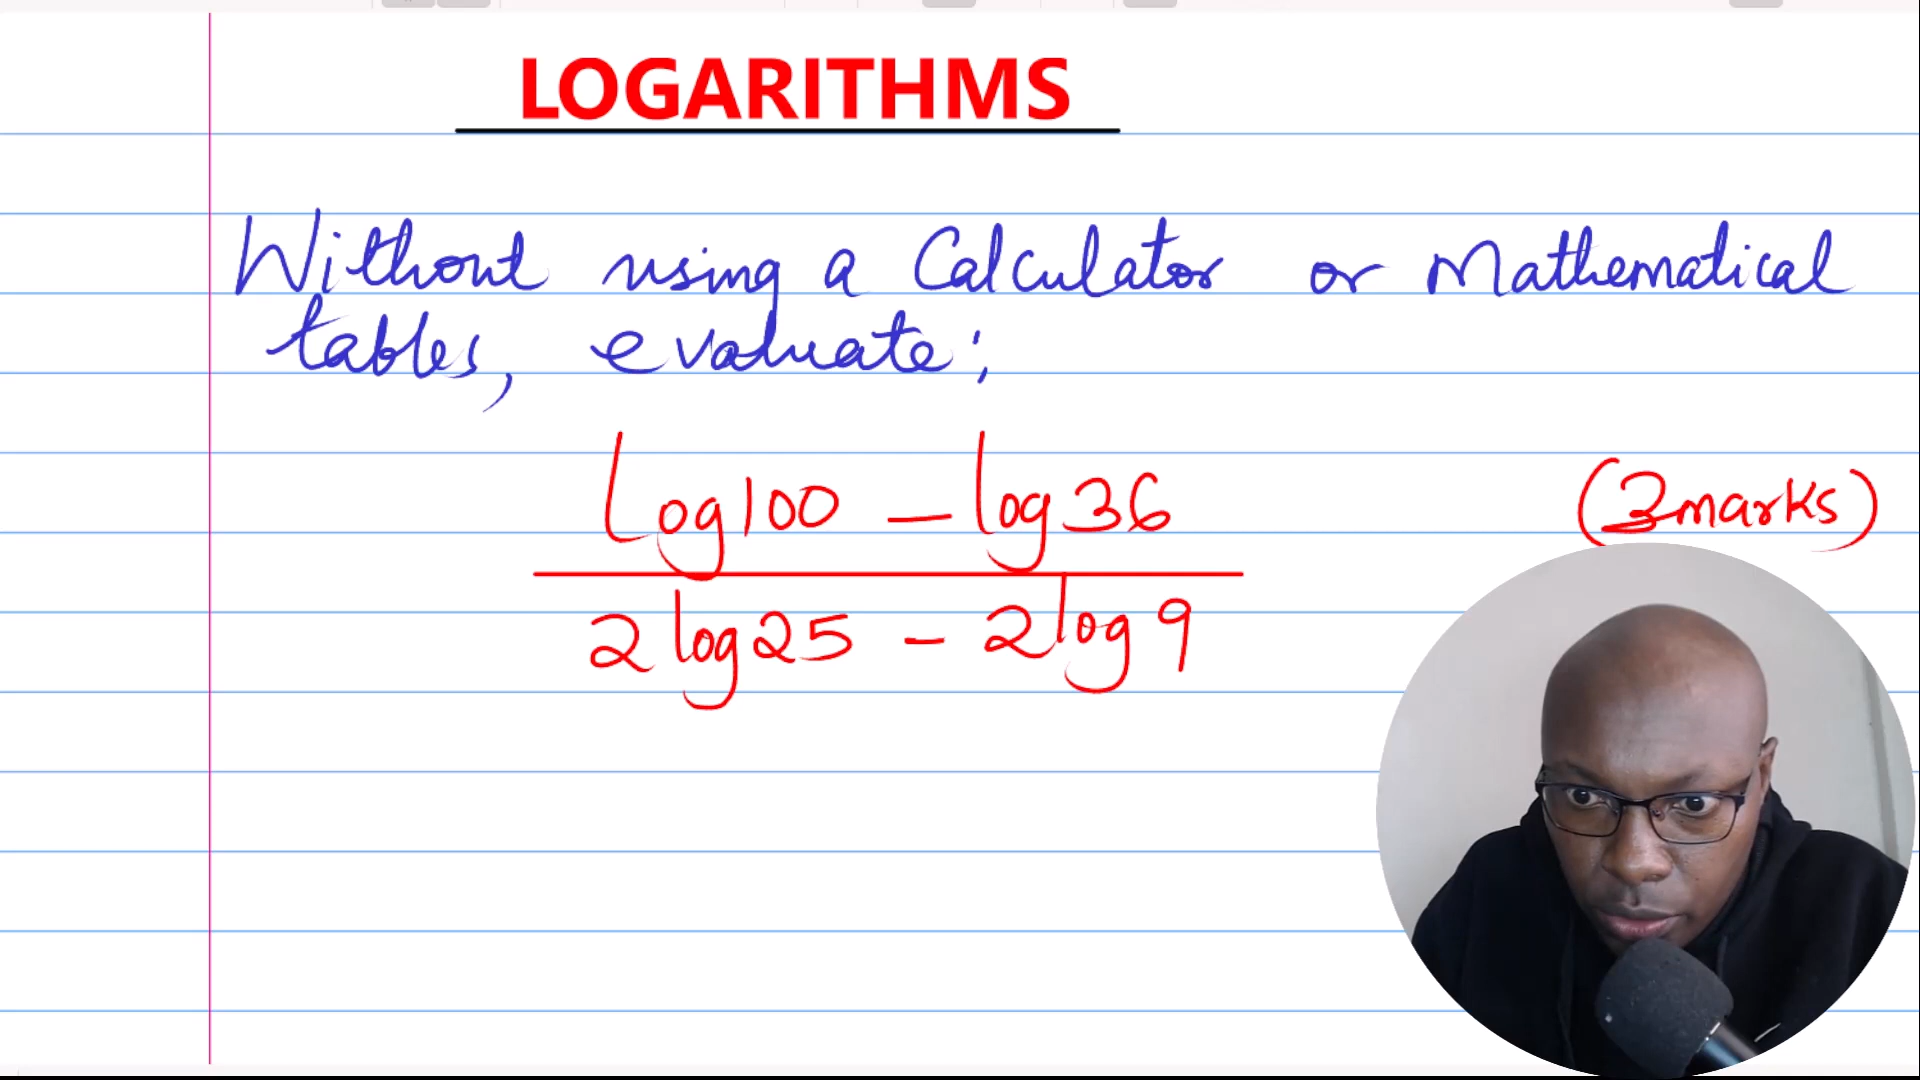 LOGARITHMS
Without using a Calculator or Mathematical
tables, evaluate;
Log100 – log36
2log25 – 2log9
(3marks)